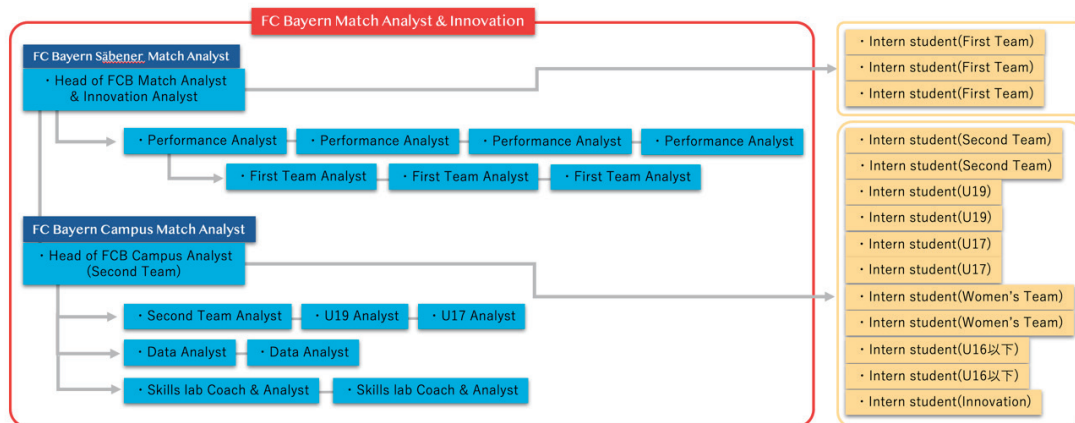 FC Bayern Match Analyst & Innovation
FC Bayern Säbener Match Analyst
・Head of FCB Match Analyst
& Innovation Analyst
・Performance Analyst
・Performance Analyst
・Performance Analyst
・Performance Analyst
・First Team Analyst
・First Team Analyst
・First Team Analyst
FC Bayern Campus Match Analyst
・Head of FCB Campus Analyst
(Second Team)
・Second Team Analyst
・U19 Analyst
・U17 Analyst
・Data Analyst
・Data Analyst
・Skills lab Coach & Analyst
・Skills lab Coach & Analyst
・Intern student(First Team)
・Intern student(First Team)
・Intern student(First Team)
・Intern student(Second Team)
・Intern student(Second Team)
・Intern student(U19)
・Intern student(U19)
・Intern student(U17)
・Intern student(U17)
・Intern student(Women's Team)
・Intern student(Women's Team)
・Intern student(U16以下)
・Intern student(U16以下)
・Intern student(Innovation)